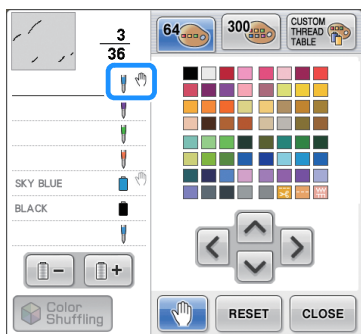 3
36
64
300
CUSTOM
THREAD
TABLE
SKY BLUE
BLACK
Color
Shuffling
RESET
CLOSE